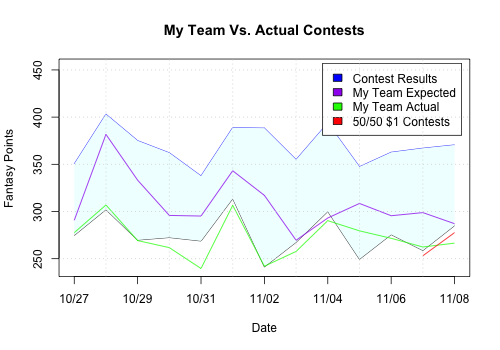 My Team Vs. Actual Contests
Contest Results
My Team Expected
My Team Actual
50/50 $1 Contests
Fantasy Points
450
400
350
300
250
10/27
10/29
10/31
11/02
11/04
11/06
11/08
Date